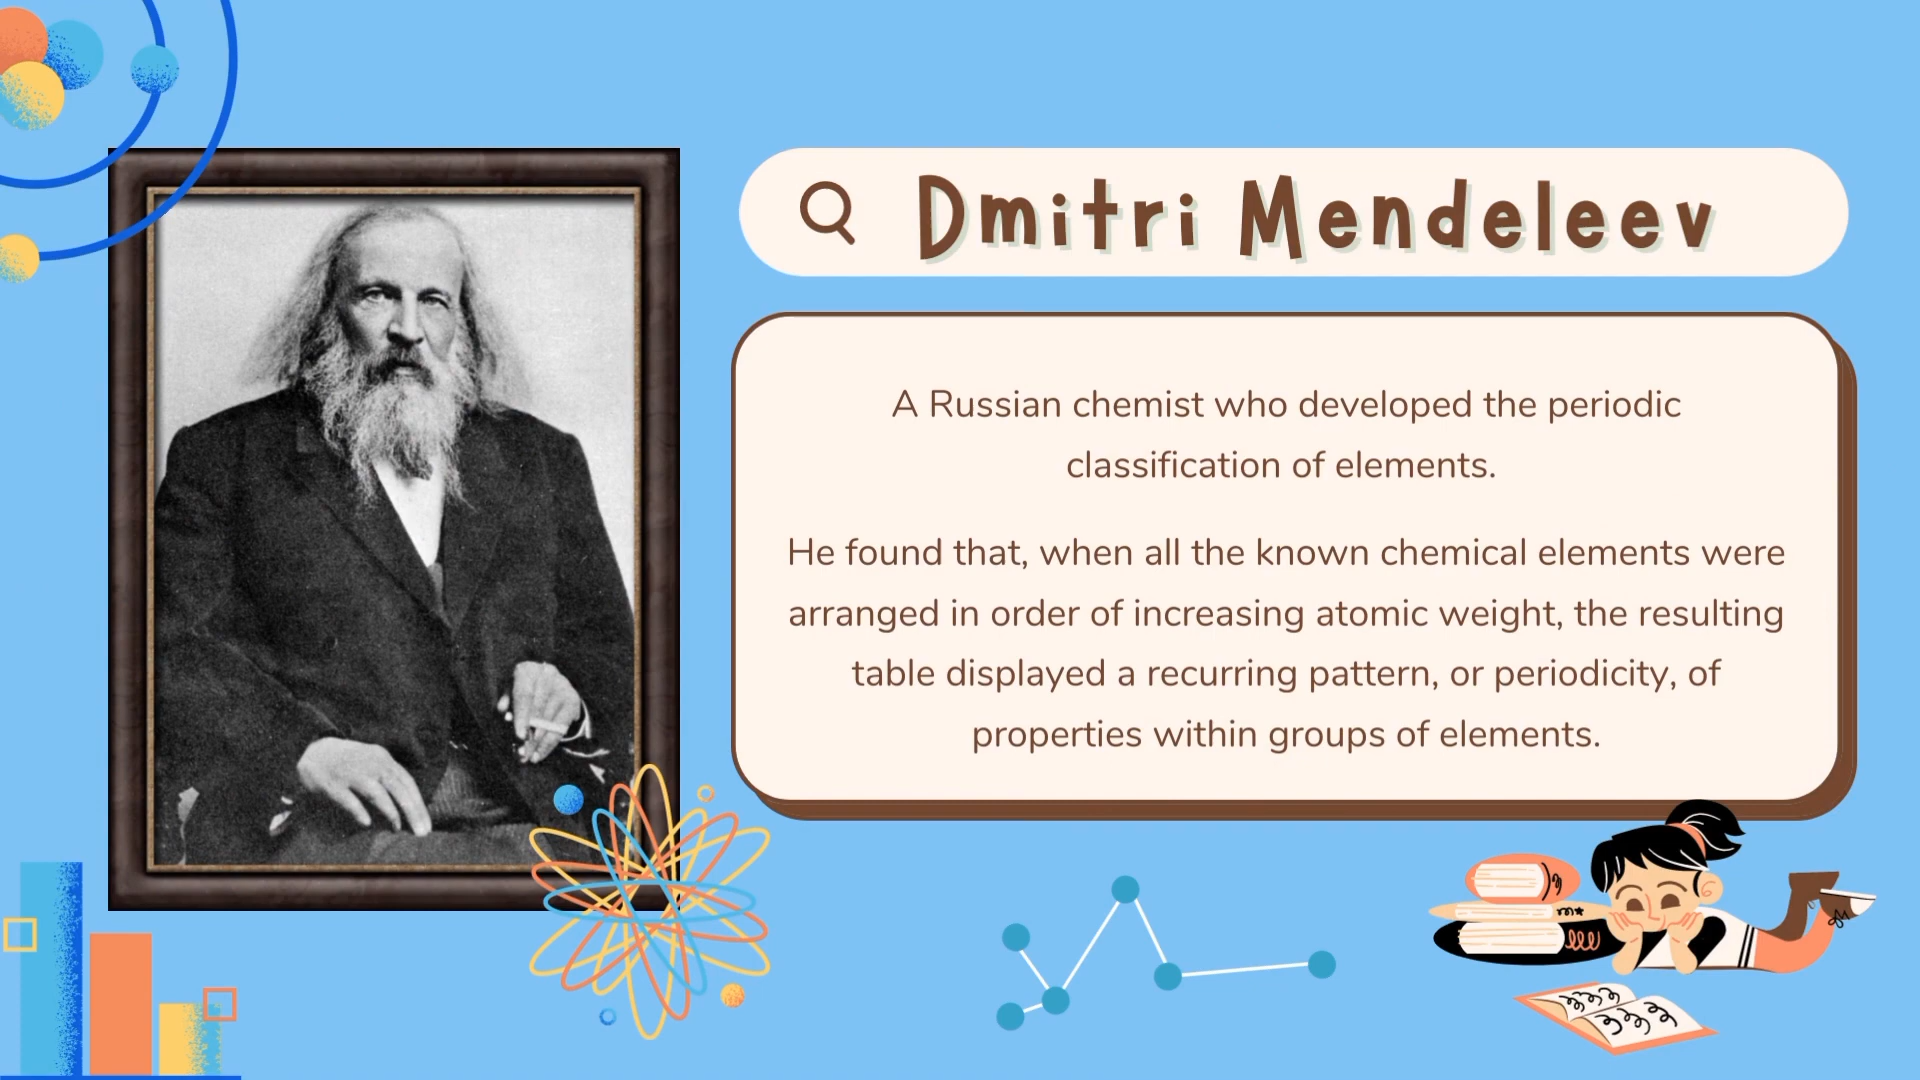 Dmitri Mendeleev
A Russian chemist who developed the periodic
classification of elements.
He found that, when all the known chemical elements were
arranged in order of increasing atomic weight, the resulting
table displayed a recurring pattern, or periodicity, of
properties within groups of elements.